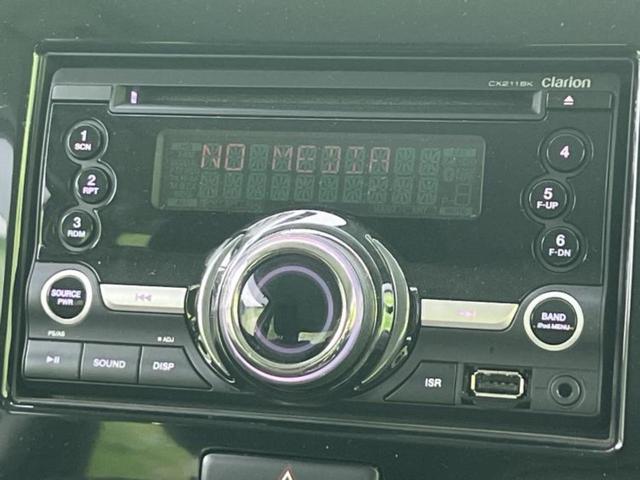 CX211BK Clarion
NO MEDIA
1
SCN
2
RPT
3
RDM
4
5
F-UP
6
F-DN
SOURCE
PWR
BAND
iPod MENU
PS/AS
ADJ
SOUND
DISP
ISR